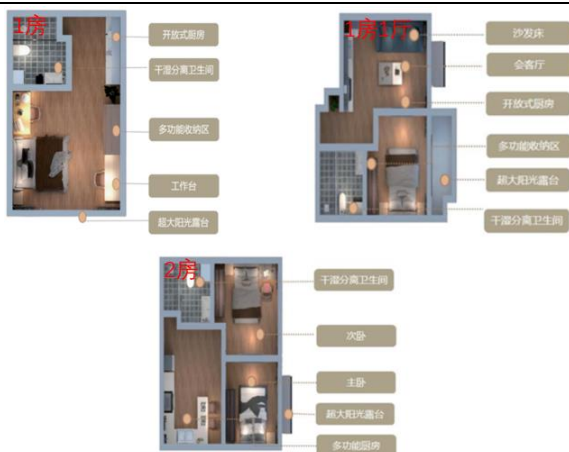 1房
开放式厨房
干湿分离卫生间
多功能收纳区
工作台
超大阳光露台
1房1厅
沙发床
会客厅
开放式厨房
多功能收纳区
超大阳光露台
干湿分离卫生间
2房
干湿分离卫生间
次卧
主卧
超大阳光露台
多功能厨房